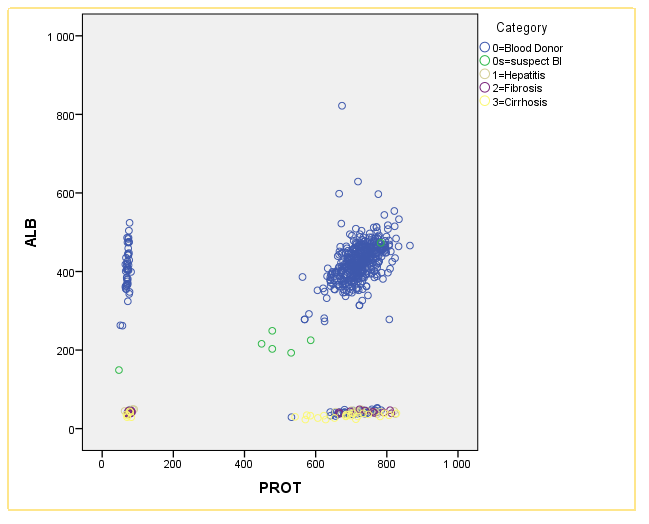 Category
0=Blood Donor
0s=suspect Bl
1=Hepatitis
2=Fibrosis
3=Cirrhosis
1 000
800
600
400
200
0
ALB
0 200 400 600 800 1 000
PROT